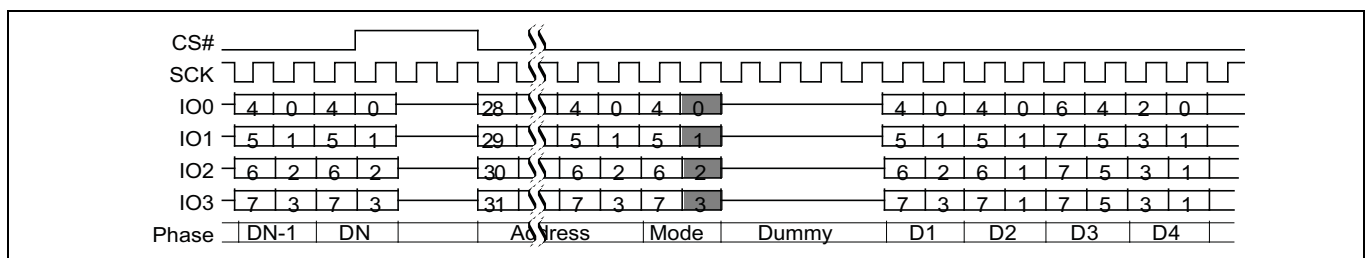 CS#
SCK
IO0 4 0 4 0 28 4 0 4 0 4 0 4 0 6 4 2 0
IO1 5 1 5 1 29 5 1 5 1 5 1 5 1 7 5 3 1
IO2 6 2 6 2 30 6 2 6 2 6 2 6 1 7 5 3 1
IO3 7 3 7 3 31 7 3 7 3 7 3 7 1 7 5 3 1
Phase DN-1 DN Address Mode Dummy D1 D2 D3 D4